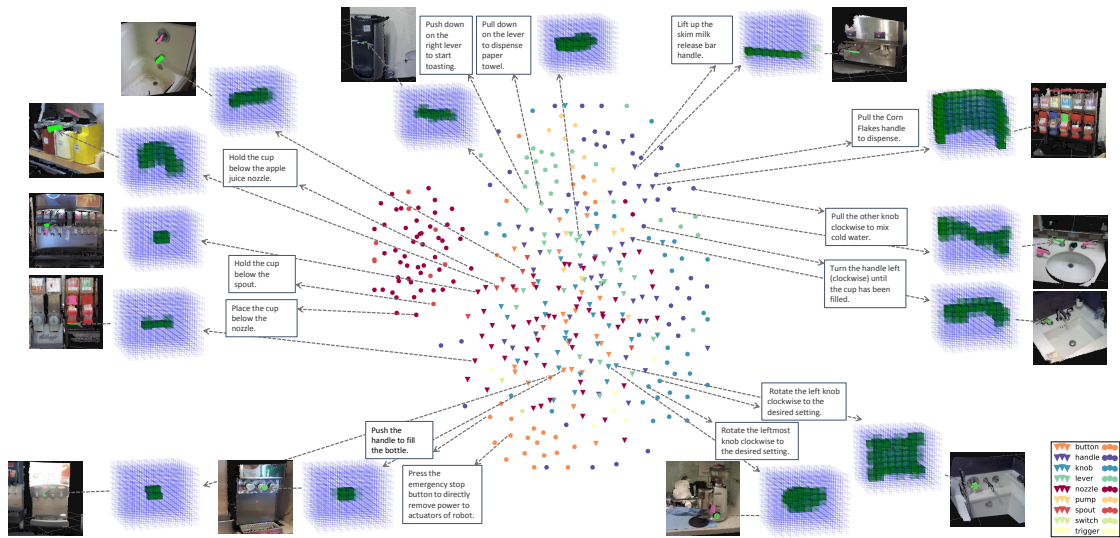 Push down
on the
right lever
to start
toasting.
Pull down
on the lever
to dispense
paper
towel.
Lift up the
skim milk
release bar
handle.
Pull the Corn
Flakes handle
to dispense.
Hold the cup
below the apple
juice nozzle.
Pull the other knob
clockwise to mix
cold water.
Hold the cup
below the
spout.
Turn the handle left
(clockwise) until
the cup has been
filled.
Place the cup
below the
nozzle.
Rotate the left knob
clockwise to the
desired setting.
Push the
handle to fill
the bottle.
Rotate the leftmost
knob clockwise to
the desired setting.
Press the
emergency stop
button to directly
remove power to
actuators of robot.
button
handle
knob
lever
nozzle
pump
spout
switch
trigger